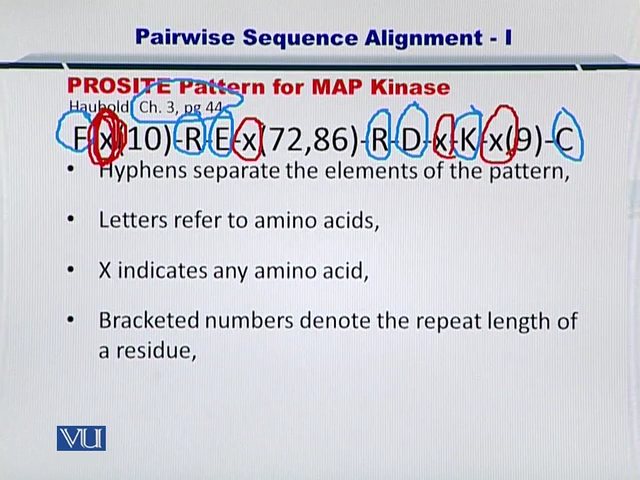 Pairwise Sequence Alignment - I
PROSITE Pattern for MAP Kinase
Haubold, Ch. 3, pg 44
F-x(10)-R-E-x(72,86)-R-D-x-K-x(9)-C
• Hyphens separate the elements of the pattern,
• Letters refer to amino acids,
• X indicates any amino acid,
• Bracketed numbers denote the repeat length of
a residue,
VU